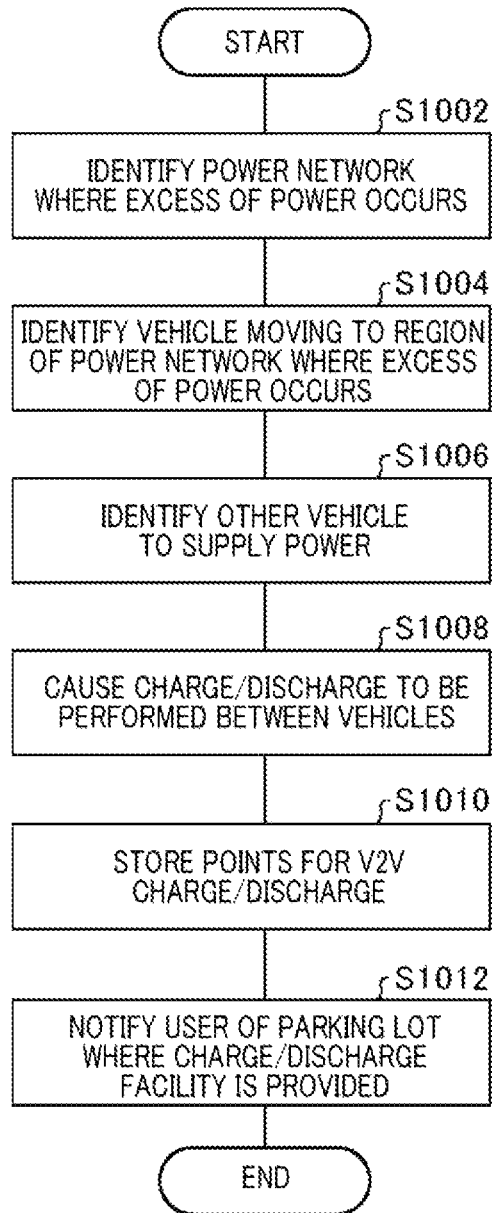 START
S1002
IDENTIFY POWER NETWORK
WHERE EXCESS OF POWER OCCURS
S1004
IDENTIFY VEHICLE MOVING TO REGION
OF POWER NETWORK WHERE EXCESS
OF POWER OCCURS
S1006
IDENTIFY OTHER VEHICLE
TO SUPPLY POWER
S1008
CAUSE CHARGE/DISCHARGE TO BE
PERFORMED BETWEEN VEHICLES
S1010
STORE POINTS FOR V2V
CHARGE/DISCHARGE
S1012
NOTIFY USER OF PARKING LOT
WHERE CHARGE/DISCHARGE
FACILITY IS PROVIDED
END